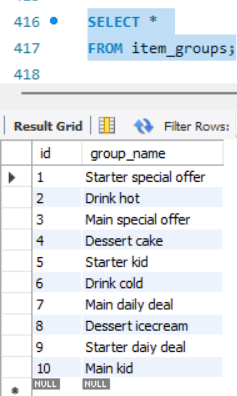 416 SELECT *
417 FROM item_groups;
418
Result Grid Filter Rows:
id group_name
1 Starter special offer
2 Drink hot
3 Main special offer
4 Dessert cake
5 Starter kid
6 Drink cold
7 Main daily deal
8 Dessert icecream
9 Starter daiy deal
10 Main kid
NULL NULL